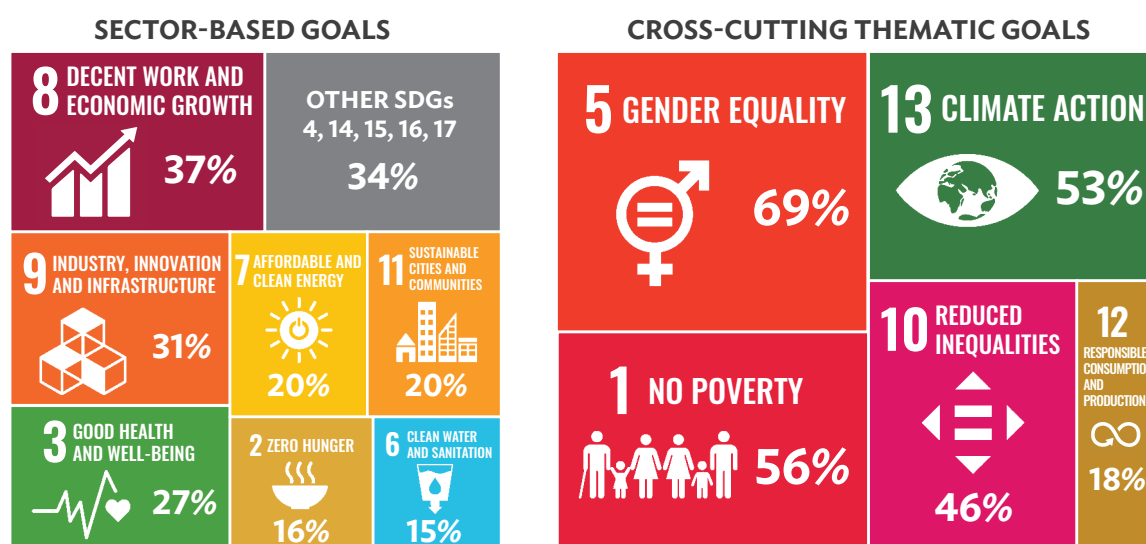 SECTOR-BASED GOALS
8 DECENT WORK AND
ECONOMIC GROWTH
37%
OTHER SDGs
4, 14, 15, 16, 17
34%
9 INDUSTRY, INNOVATION
AND INFRASTRUCTURE
31%
7 AFFORDABLE AND
CLEAN ENERGY
20%
11 SUSTAINABLE
CITIES AND
COMMUNITIES
20%
3 GOOD HEALTH
AND WELL-BEING
27%
2 ZERO HUNGER
16%
6 CLEAN WATER
AND SANITATION
15%
CROSS-CUTTING THEMATIC GOALS
5 GENDER EQUALITY
69%
13 CLIMATE ACTION
53%
1 NO POVERTY
56%
10 REDUCED
INEQUALITIES
46%
12
RESPONSIBLE
CONSUMPTIO
AND
PRODUCTION
18%